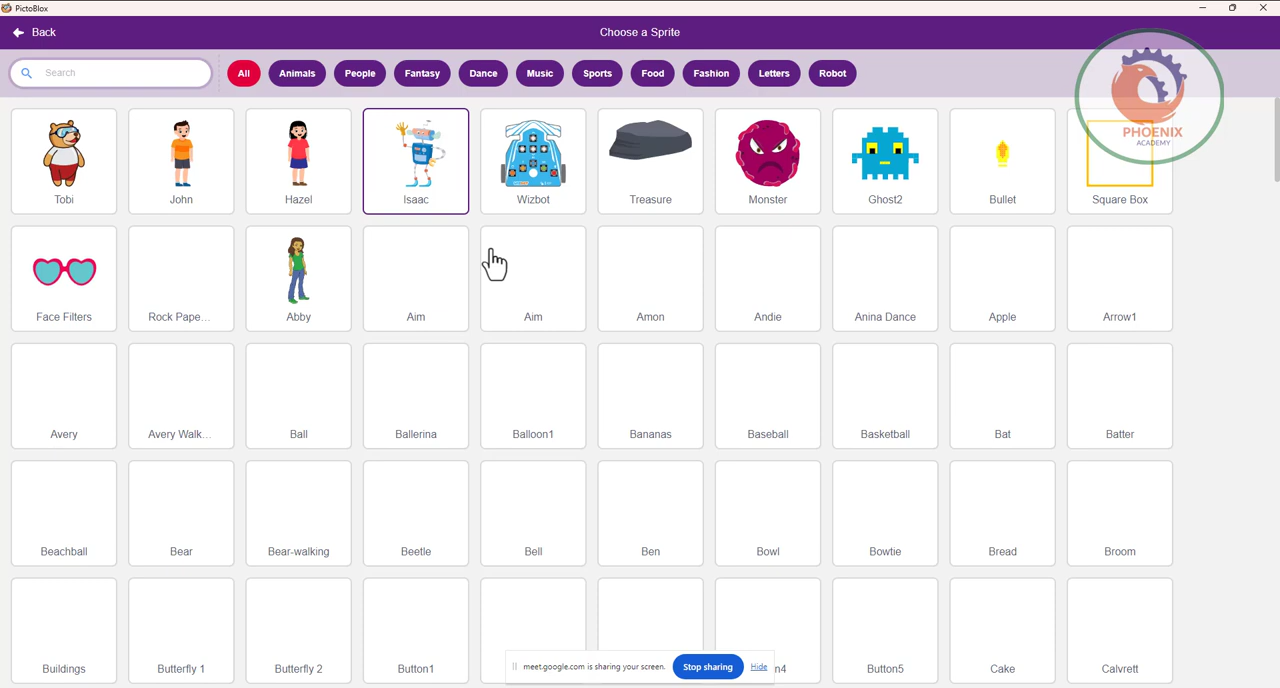 PictoBlox
Back
Choose a Sprite
Search
All
Animals
People
Fantasy
Dance
Music
Sports
Food
Fashion
Letters
Robot
PHOENIX
ACADEMY
Tobi
John
Hazel
Isaac
Wizbot
Treasure
Monster
Ghost2
Bullet
Square Box
Face Filters
Rock Pape...
Abby
Aim
Aim
Amon
Andie
Anina Dance
Apple
Arrow1
Avery
Avery Walk...
Ball
Ballerina
Balloon1
Bananas
Baseball
Basketball
Bat
Batter
Beachball
Bear
Bear-walking
Beetle
Bell
Ben
Bowl
Bowtie
Bread
Broom
Buildings
Butterfly 1
Butterfly 2
Button1
n4
Button5
Cake
Calvrett
meet.google.com is sharing your screen.
Stop sharing
Hide